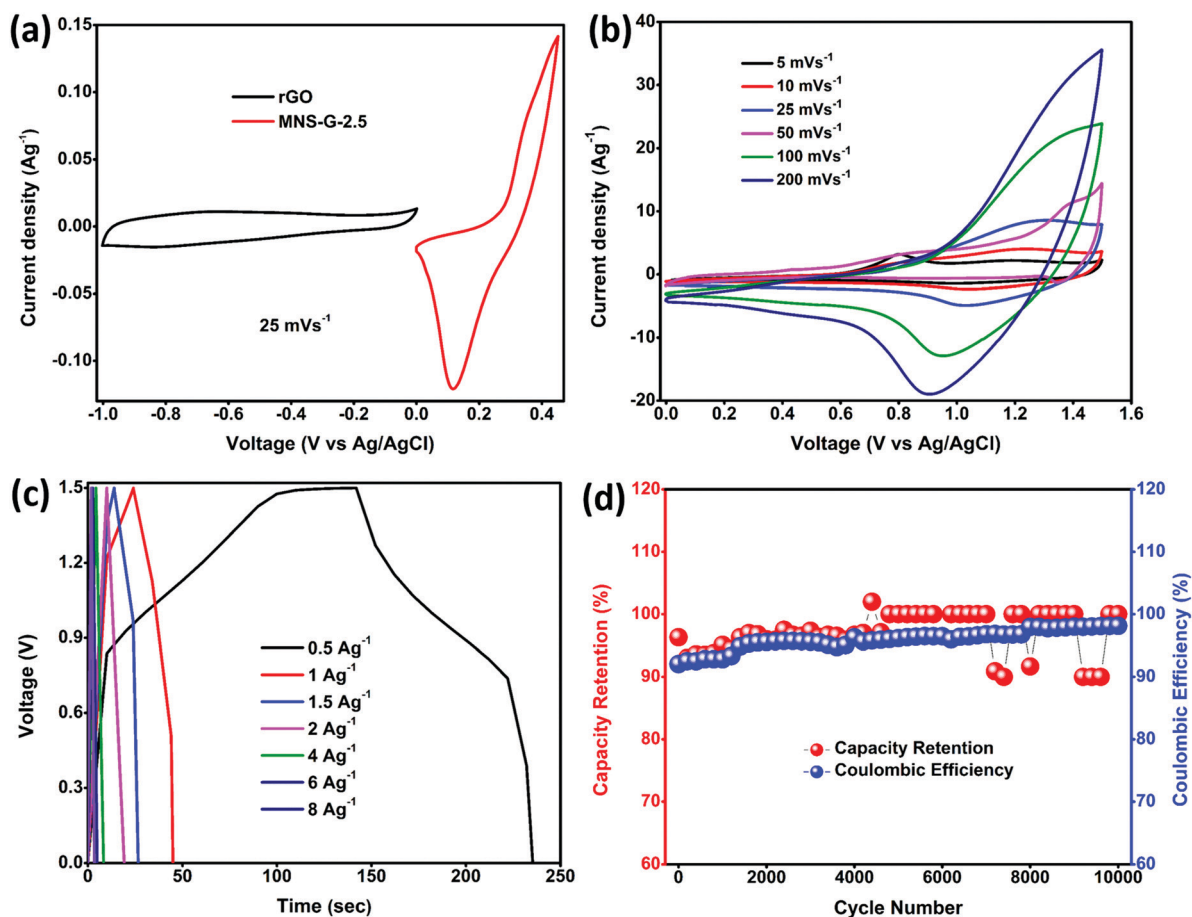 (a)
0.15
0.10
0.05
0.00
-0.05
-0.10
Current density (Ag⁻¹)
rGO
MNS-G-2.5
25 mVs⁻¹
-1.0 -0.8 -0.6 -0.4 -0.2 0.0 0.2 0.4
Voltage (V vs Ag/AgCl)
(b)
40
30
20
10
0
-10
-20
Current density (Ag⁻¹)
5 mVs⁻¹
10 mVs⁻¹
25 mVs⁻¹
50 mVs⁻¹
100 mVs⁻¹
200 mVs⁻¹
0.0 0.2 0.4 0.6 0.8 1.0 1.2 1.4 1.6
Voltage (V vs Ag/AgCl)
(c)
1.5
1.2
0.9
0.6
0.3
0.0
Voltage (V)
0.5 Ag⁻¹
1 Ag⁻¹
1.5 Ag⁻¹
2 Ag⁻¹
4 Ag⁻¹
6 Ag⁻¹
8 Ag⁻¹
0 50 100 150 200 250
Time (sec)
(d)
120
110
100
90
80
70
60
Capacity Retention (%)
Capacity Retention
Coulombic Efficiency
120
110
100
90
80
70
60
Coulombic Efficiency (%)
0 2000 4000 6000 8000 10000
Cycle Number